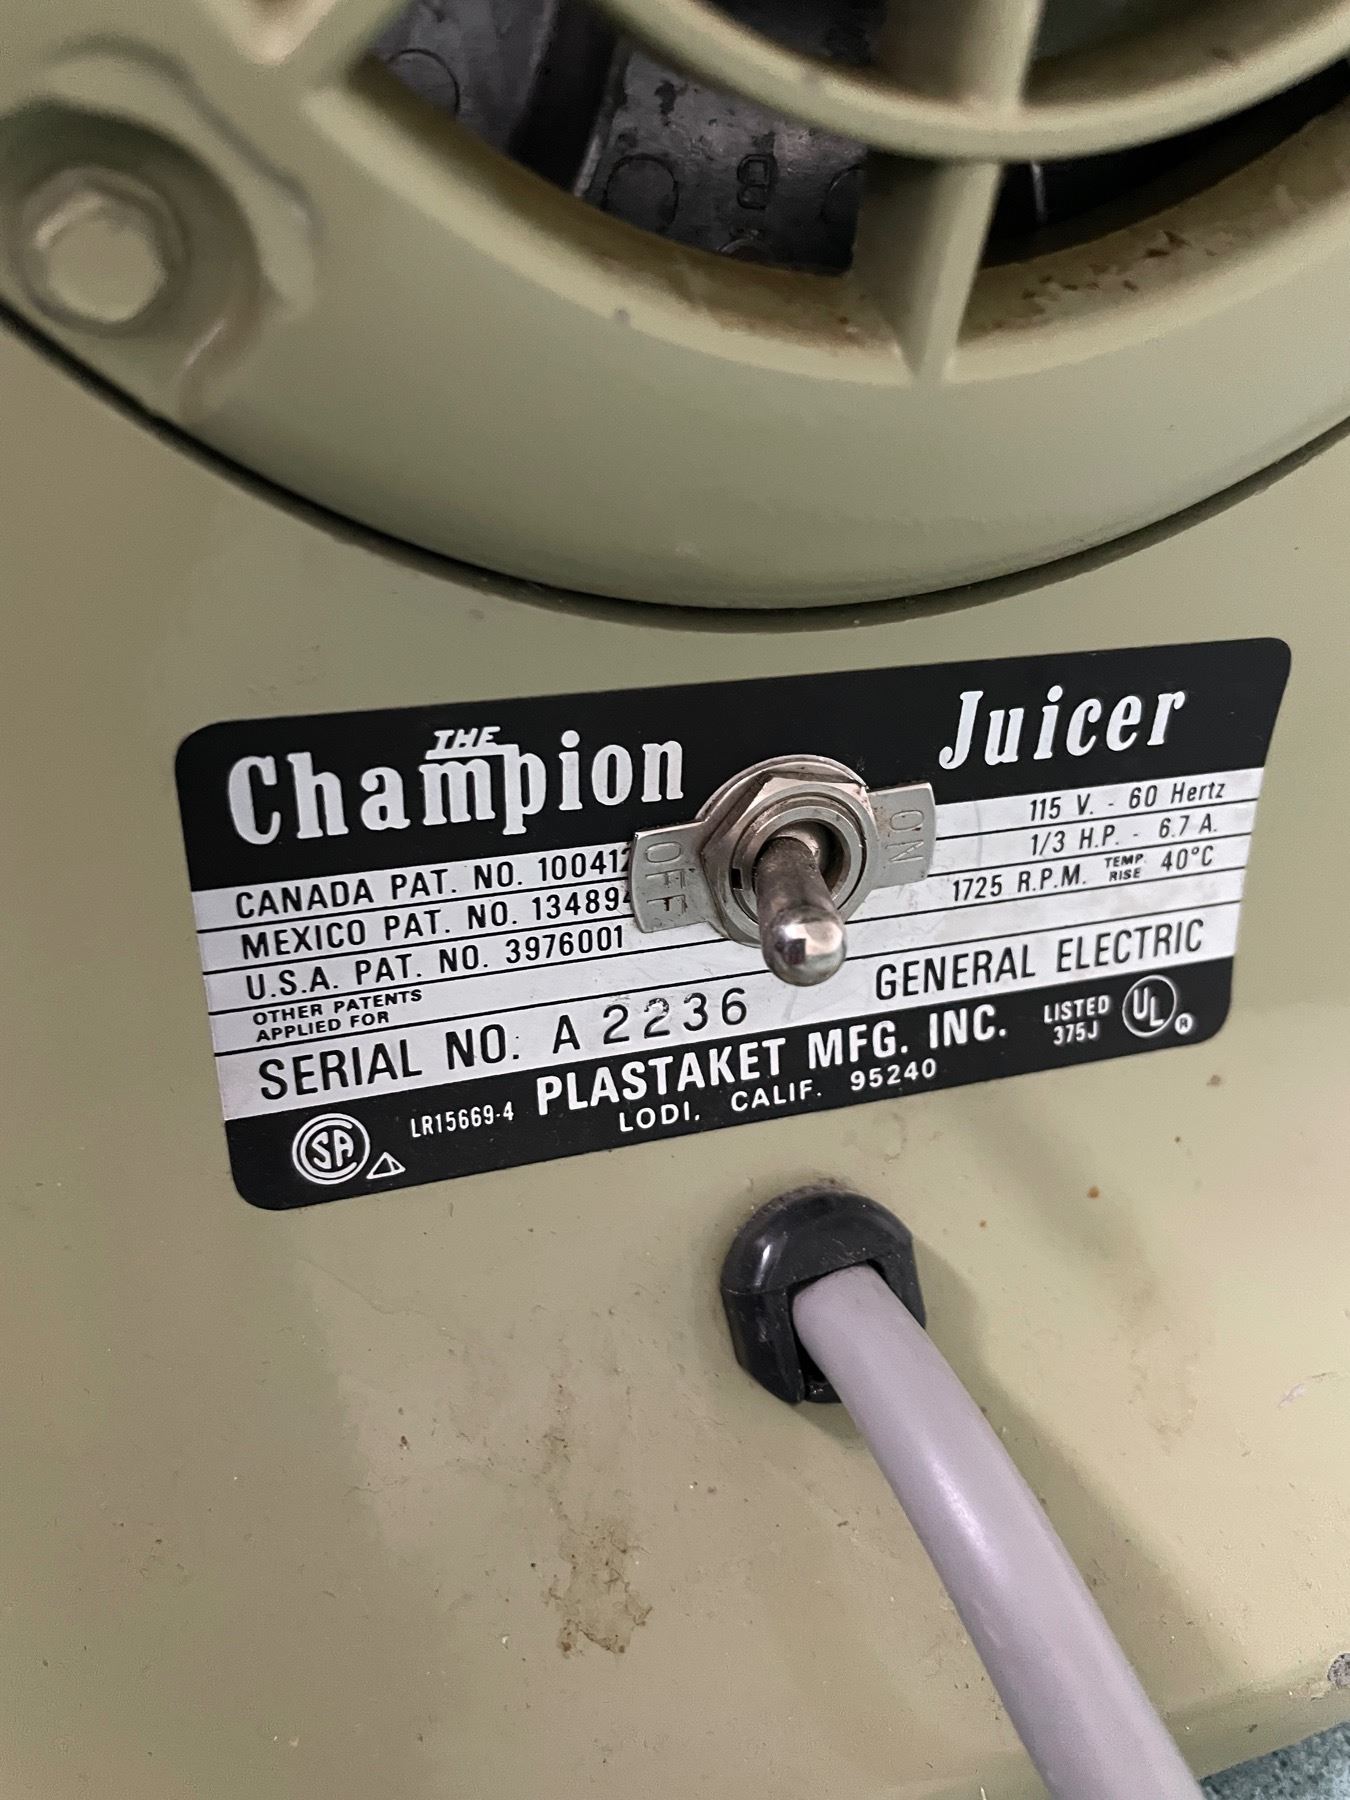 B
THE
Champion Juicer
OFF ON
CANADA PAT. NO. 100412
MEXICO PAT. NO. 134894
U.S.A. PAT. NO. 3976001
OTHER PATENTS
APPLIED FOR
115 V. - 60 Hertz
1/3 H.P. - 6.7 A.
1725 R.P.M. TEMP. RISE 40°C
SERIAL NO. A 2236
GENERAL ELECTRIC
SA LR15669-4
PLASTAKET MFG. INC.
LODI, CALIF. 95240
LISTED
375J
UL ®